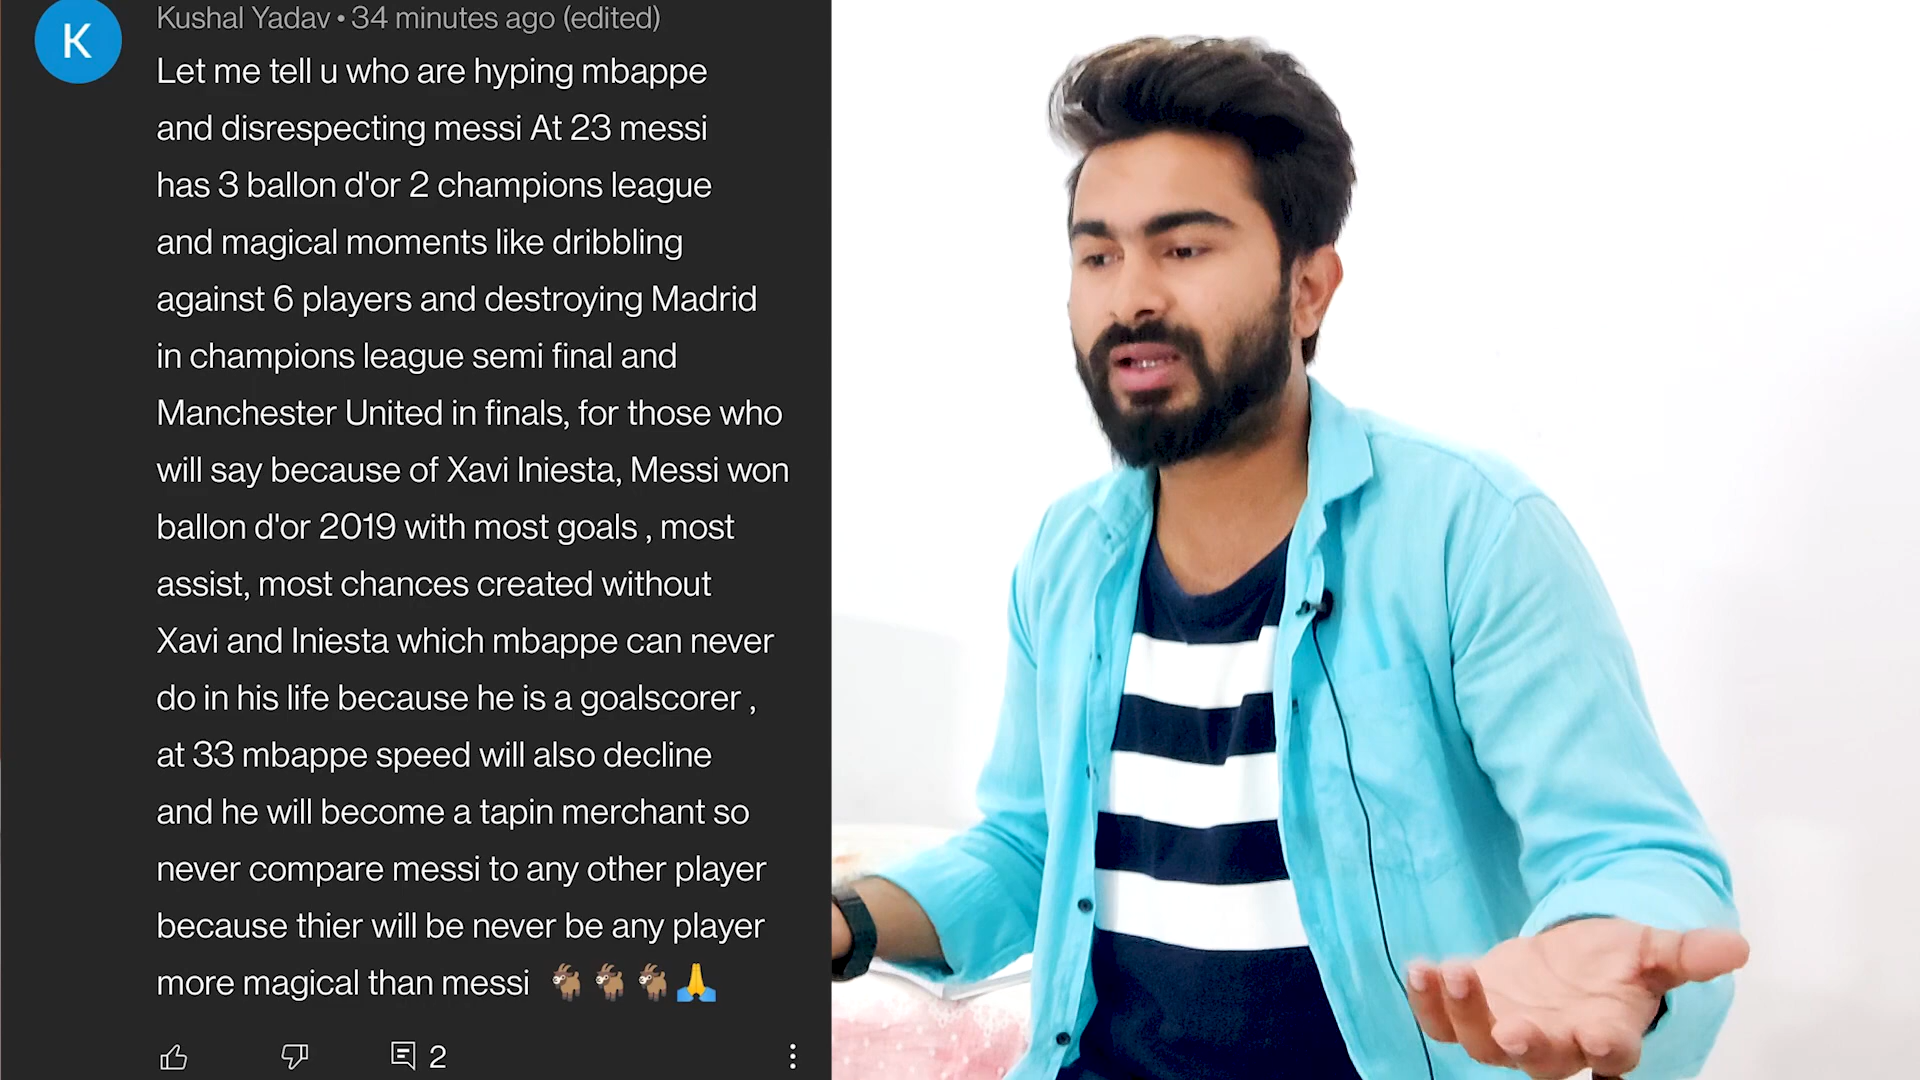 K
Kushal Yadav • 34 minutes ago (edited)
Let me tell u who are hyping mbappe
and disrespecting messi At 23 messi
has 3 ballon d'or 2 champions league
and magical moments like dribbling
against 6 players and destroying Madrid
in champions league semi final and
Manchester United in finals, for those who
will say because of Xavi Iniesta, Messi won
ballon d'or 2019 with most goals , most
assist, most chances created without
Xavi and Iniesta which mbappe can never
do in his life because he is a goalscorer ,
at 33 mbappe speed will also decline
and he will become a tapin merchant so
never compare messi to any other player
because thier will be never be any player
more magical than messi 🐐🐐🐐🙏
2